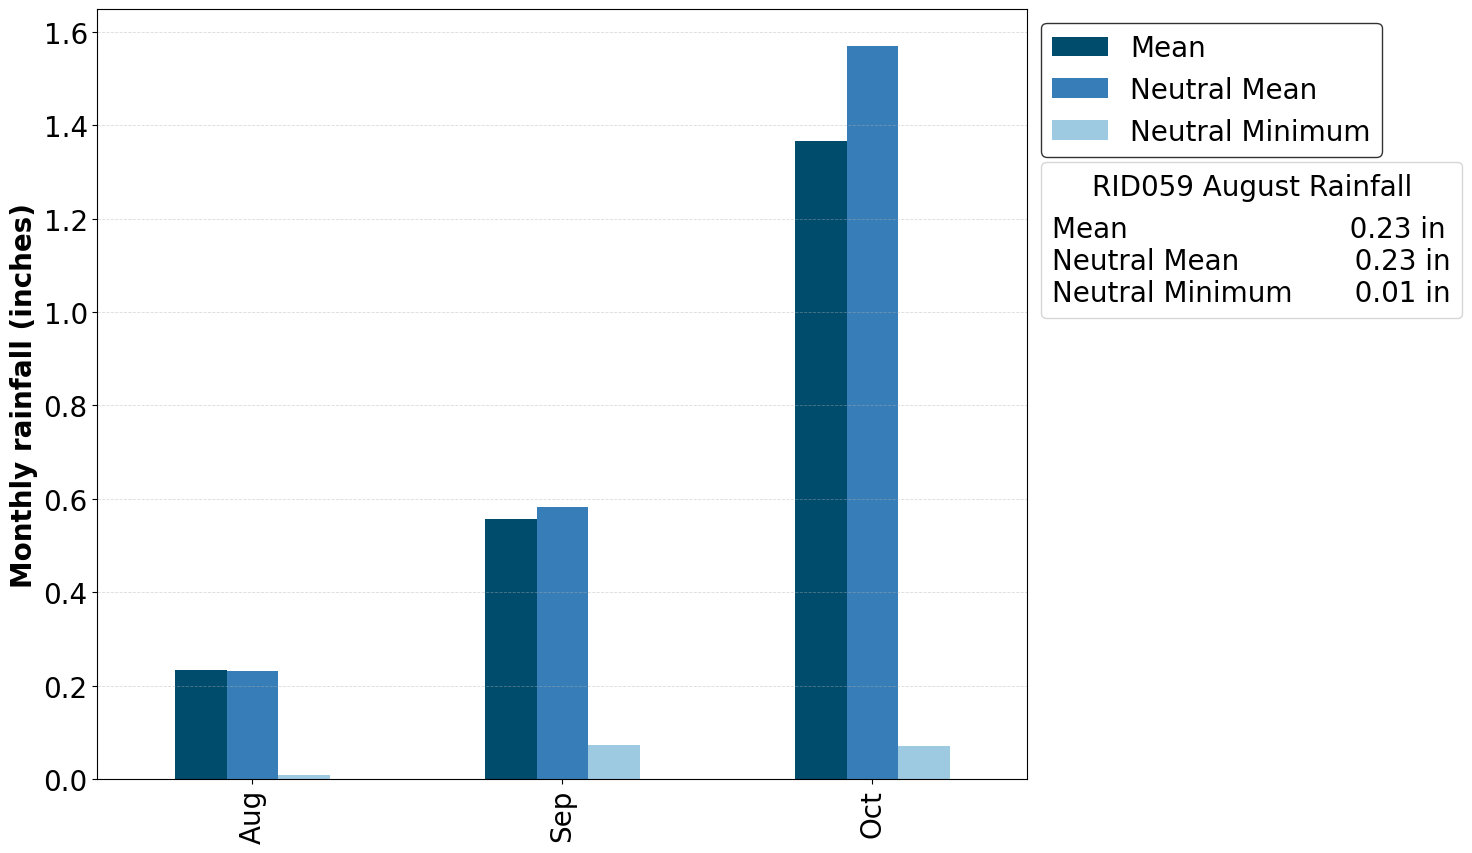 1.6
1.4
1.2
1.0
0.8
0.6
0.4
0.2
0.0
Monthly rainfall (inches)
Aug
Sep
Oct
Mean
Neutral Mean
Neutral Minimum
RID059 August Rainfall
Mean 0.23 in
Neutral Mean 0.23 in
Neutral Minimum 0.01 in